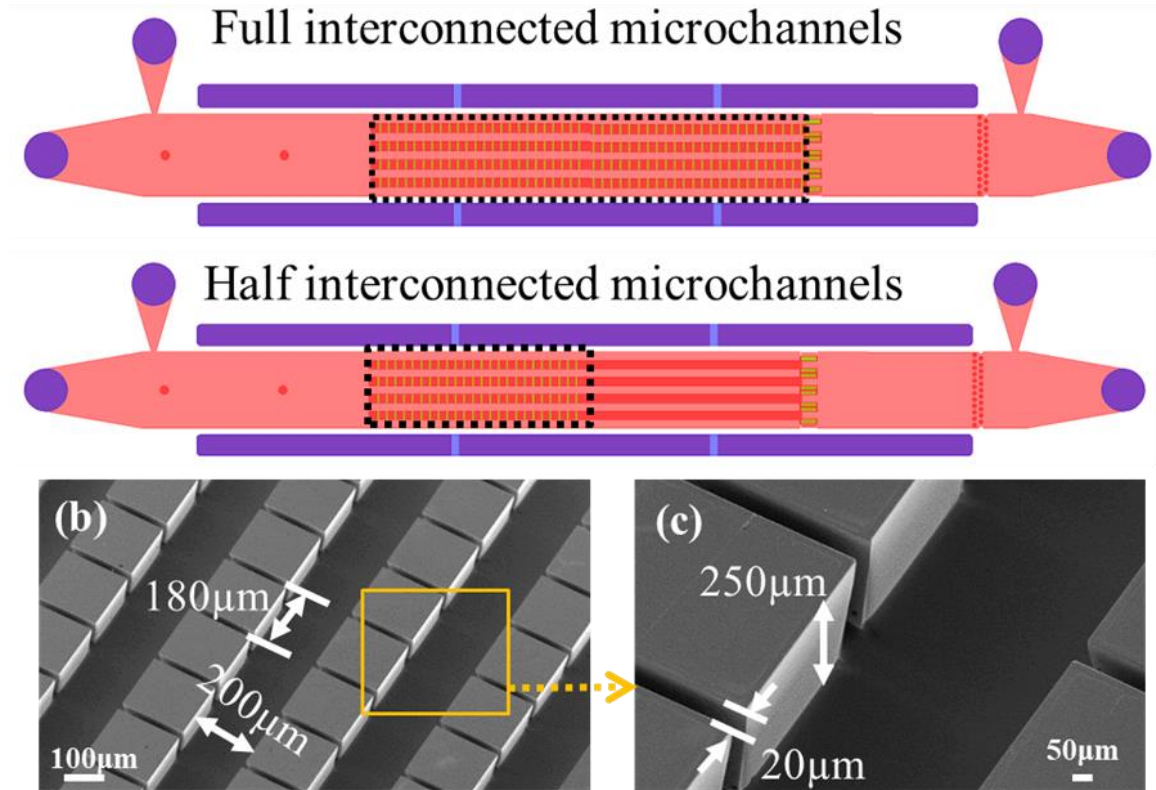 Full interconnected microchannels
Half interconnected microchannels
(b)
180μm
200μm
100μm
(c)
250μm
20μm
50μm